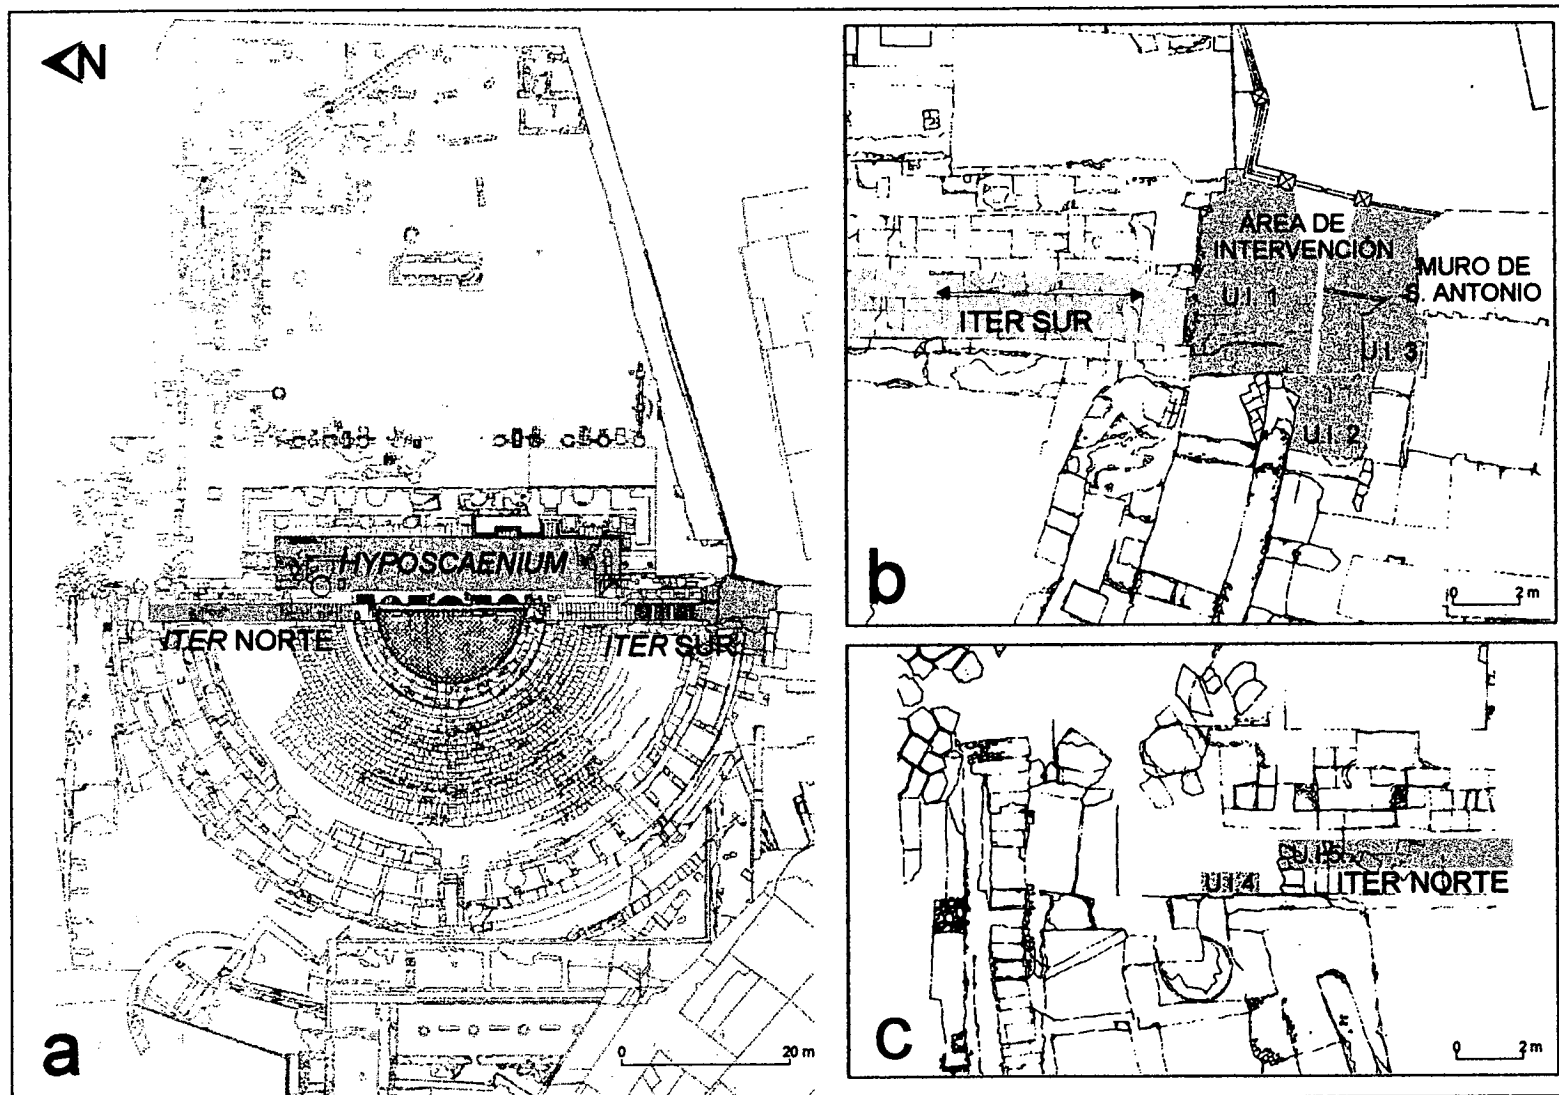 N
HYPOSCAENIUM
ITER NORTE
ITER SUR
a
0 20 m
ÁREA DE
INTERVENCIÓN
MURO DE
S. ANTONIO
U.I. 1
ITER SUR
U.I. 3
U.I. 2
b
0 2 m
U.I. 5
U.I. 4
ITER NORTE
c
0 2 m